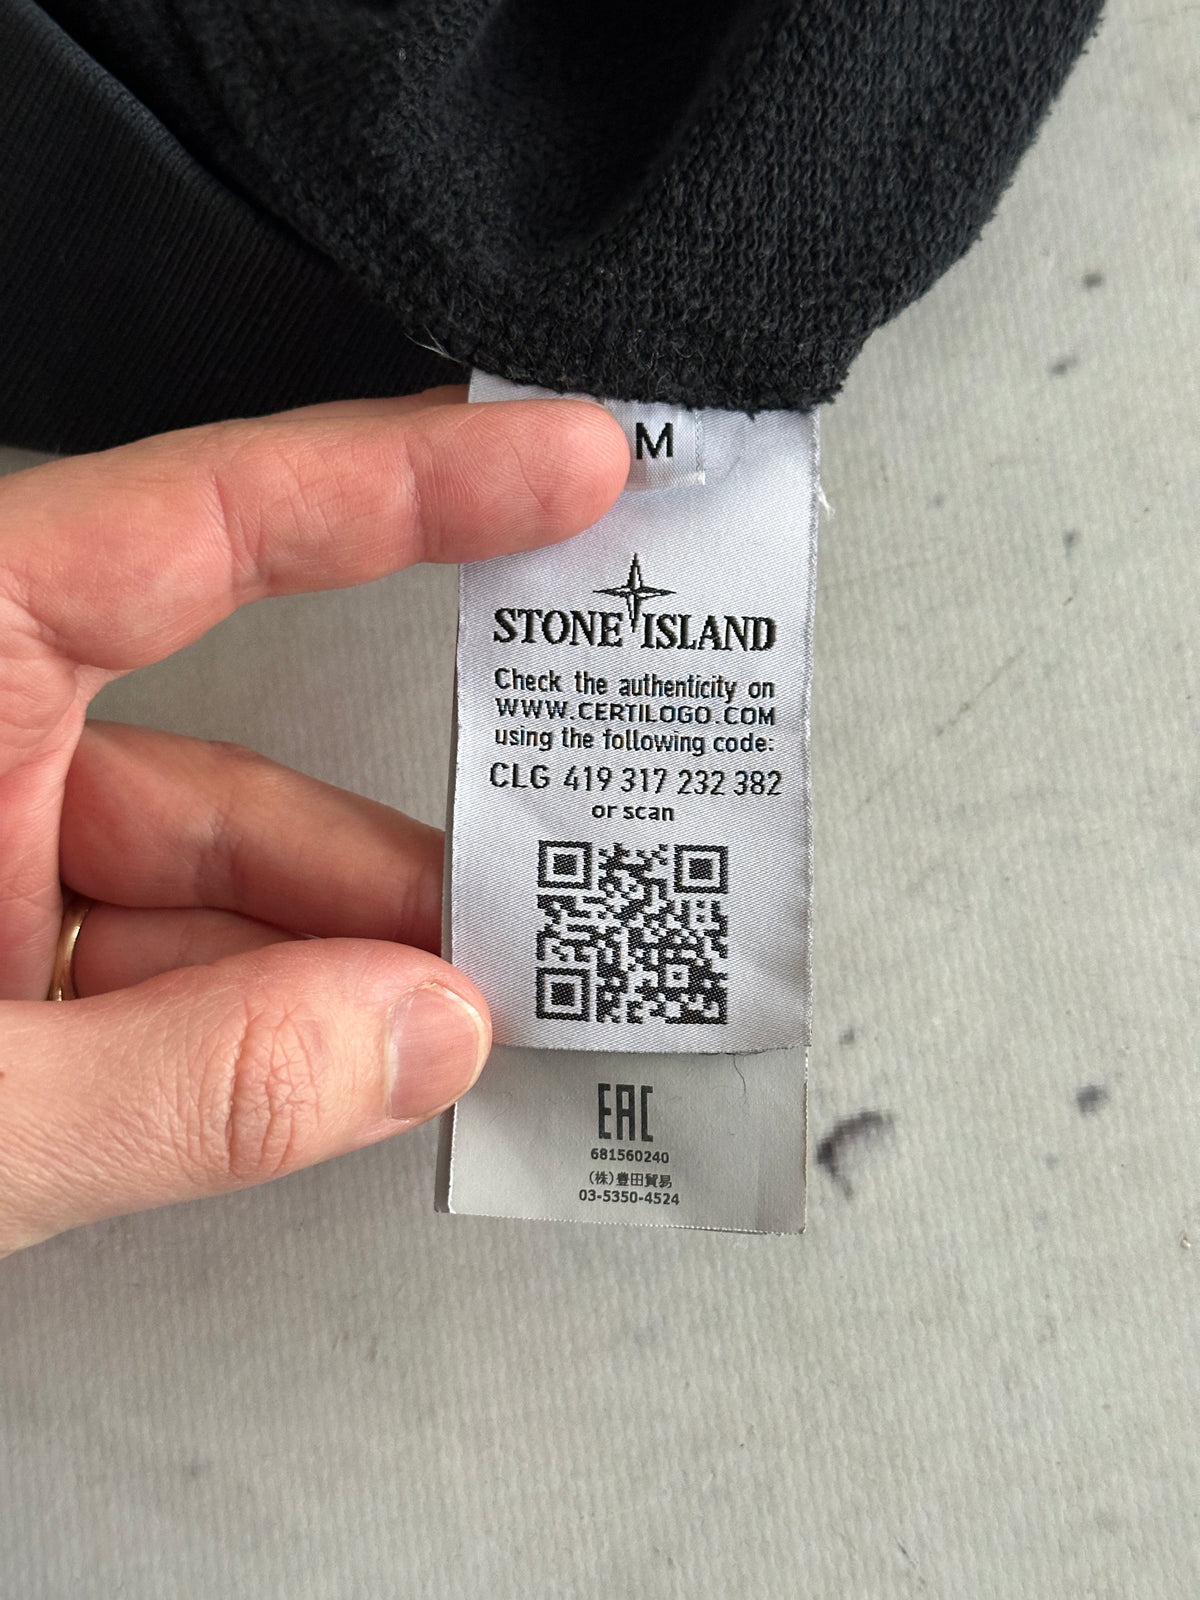 M
STONE ISLAND
Check the authenticity on
WWW.CERTILOGO.COM
using the following code:
CLG 419 317 232 382
or scan
EAC
681560240
(株)豊田貿易
03-5350-4524